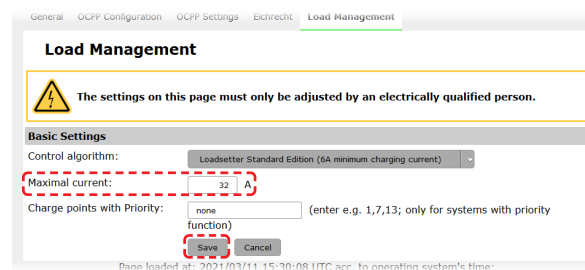 General OCPP Configuration OCPP Settings Eichrecht Load Management
Load Management
The settings on this page must only be adjusted by an electrically qualified person.
Basic Settings
Control algorithm: Loadsetter Standard Edition (6A minimum charging current)
Maximal current: 32 A
Charge points with Priority: none (enter e.g. 1,7,13; only for systems with priority
function)
Save Cancel
Page loaded at: 2021/03/11 15:30:08 UTC acc. to operating system's time: